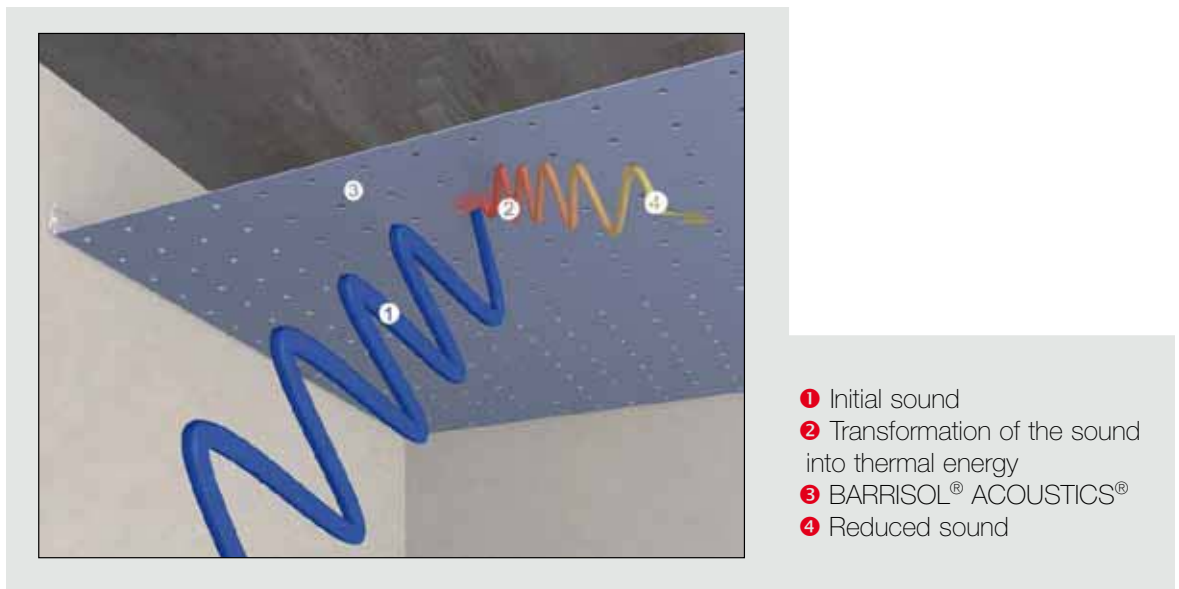 3
2
4
1
❶ Initial sound
❷ Transformation of the sound
into thermal energy
❸ BARRISOL® ACOUSTICS®
❹ Reduced sound